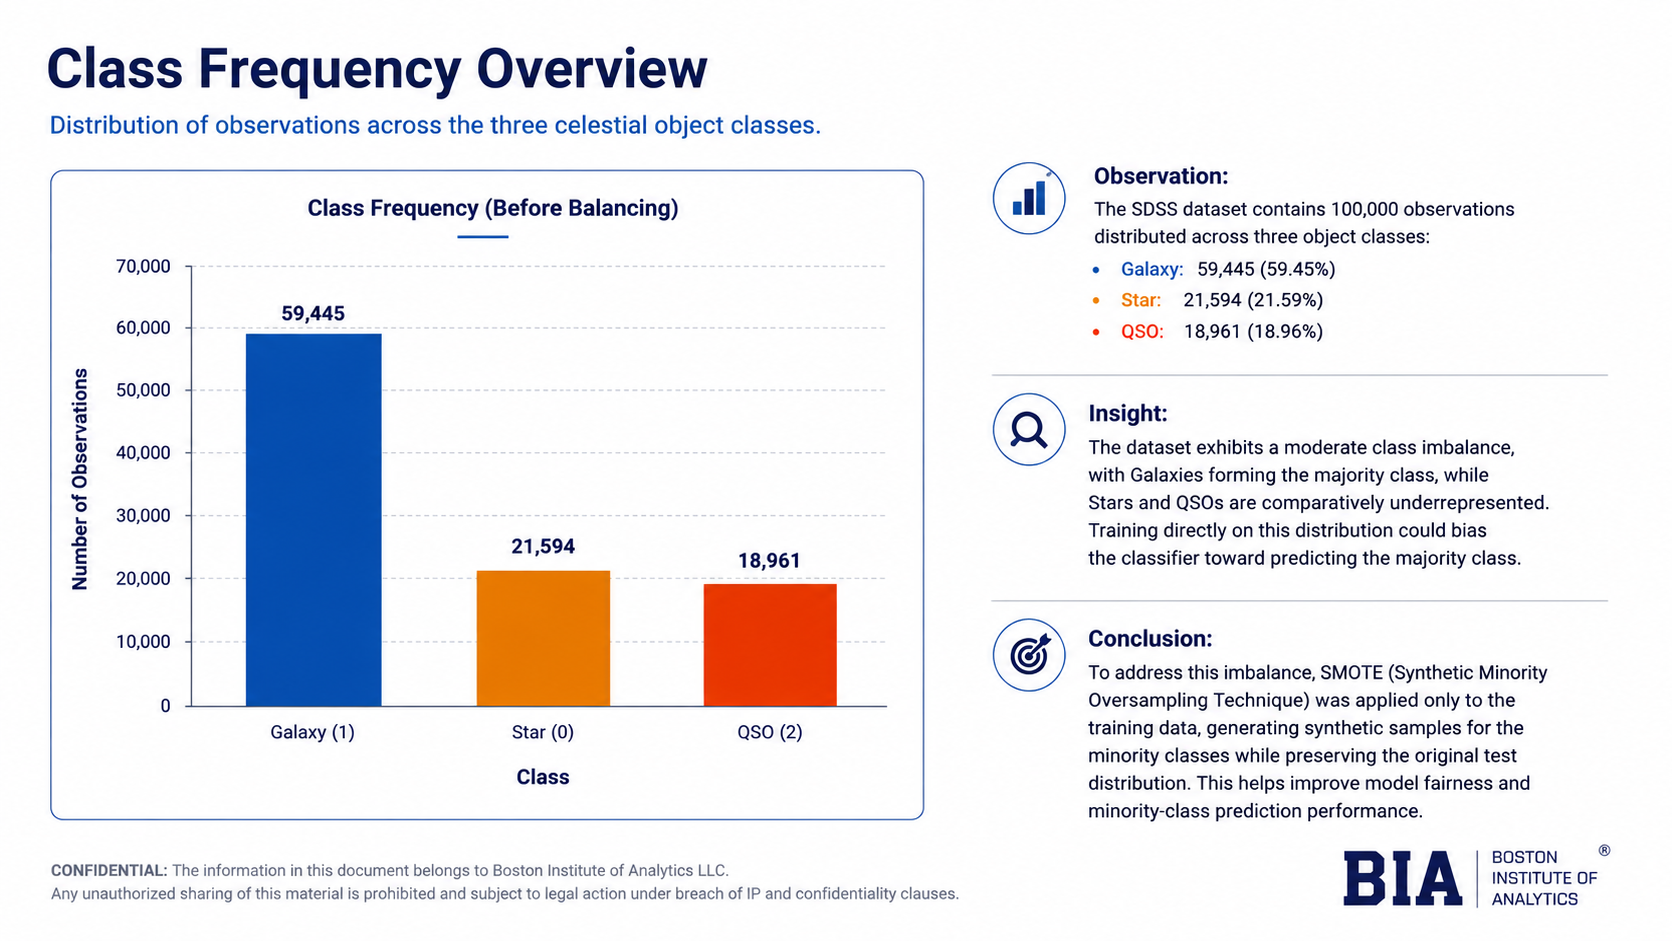 Class Frequency Overview
Distribution of observations across the three celestial object classes.
Class Frequency (Before Balancing)
Number of Observations
70,000
60,000
50,000
40,000
30,000
20,000
10,000
0
59,445
21,594
18,961
Galaxy (1)
Star (0)
QSO (2)
Class
Observation:
The SDSS dataset contains 100,000 observations
distributed across three object classes:
• Galaxy: 59,445 (59.45%)
• Star: 21,594 (21.59%)
• QSO: 18,961 (18.96%)
Insight:
The dataset exhibits a moderate class imbalance,
with Galaxies forming the majority class, while
Stars and QSOs are comparatively underrepresented.
Training directly on this distribution could bias
the classifier toward predicting the majority class.
Conclusion:
To address this imbalance, SMOTE (Synthetic Minority
Oversampling Technique) was applied only to the
training data, generating synthetic samples for the
minority classes while preserving the original test
distribution. This helps improve model fairness and
minority-class prediction performance.
CONFIDENTIAL: The information in this document belongs to Boston Institute of Analytics LLC.
Any unauthorized sharing of this material is prohibited and subject to legal action under breach of IP and confidentiality clauses.
BIA
BOSTON
INSTITUTE OF
ANALYTICS
®